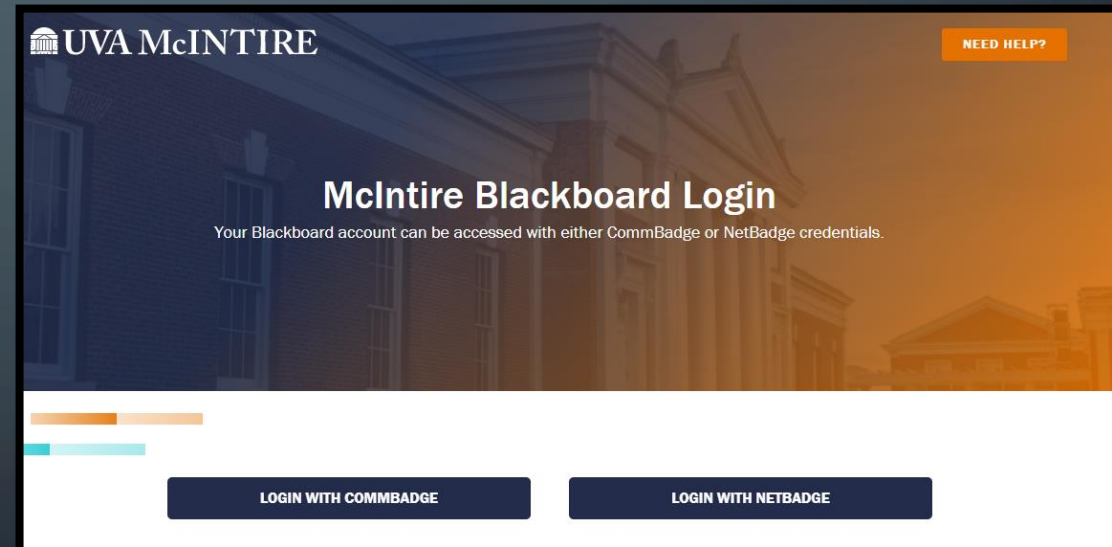 UVA McINTIRE
NEED HELP?
McIntire Blackboard Login
Your Blackboard account can be accessed with either CommBadge or NetBadge credentials.
LOGIN WITH COMMBADGE
LOGIN WITH NETBADGE